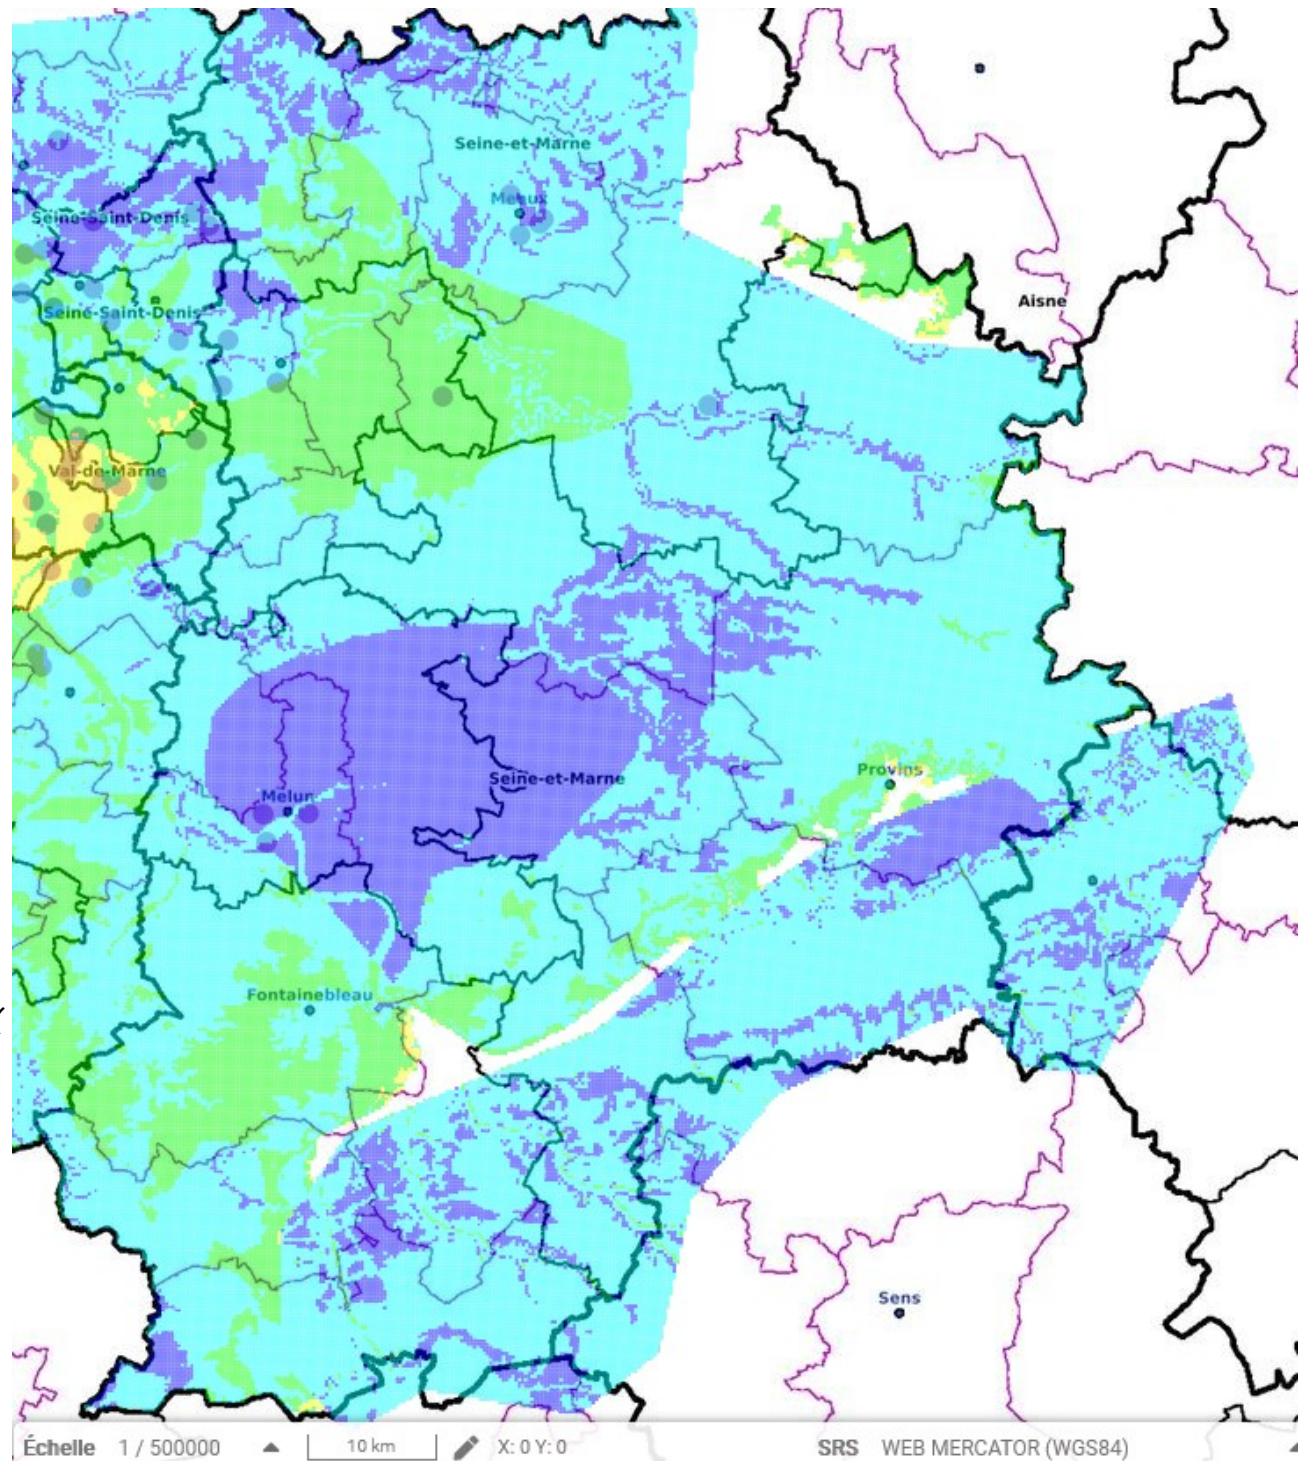 Seine-et-Marne
Meaux
Seine-Saint-Denis
Seine-Saint-Denis
Aisne
Val-de-Marne
Provins
Seine-et-Marne
Melun
Fontainebleau
Sens
Échelle 1 / 500000 10 km X: 0 Y: 0 SRS WEB MERCATOR (WGS84)